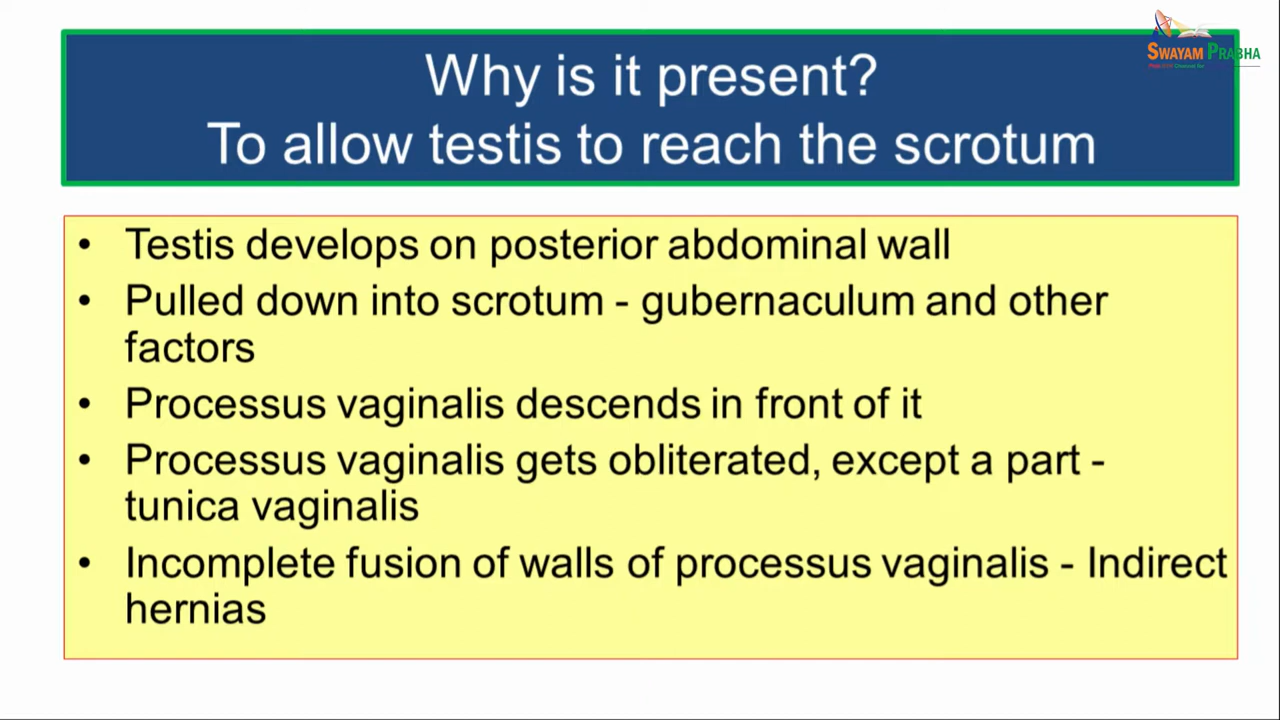 SWAYAM PRABHA
Why is it present?
To allow testis to reach the scrotum
• Testis develops on posterior abdominal wall
• Pulled down into scrotum - gubernaculum and other
factors
• Processus vaginalis descends in front of it
• Processus vaginalis gets obliterated, except a part -
tunica vaginalis
• Incomplete fusion of walls of processus vaginalis - Indirect
hernias